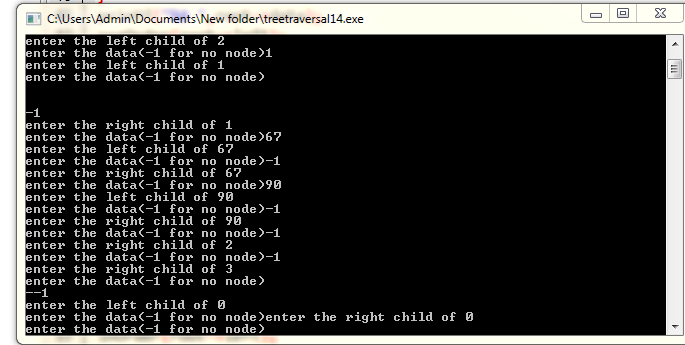 C:\Users\Admin\Documents\New folder\treetraversal14.exe
enter the left child of 2
enter the data(-1 for no node)1
enter the left child of 1
enter the data(-1 for no node)
-1
enter the right child of 1
enter the data(-1 for no node)67
enter the left child of 67
enter the data(-1 for no node)-1
enter the right child of 67
enter the data(-1 for no node)90
enter the left child of 90
enter the data(-1 for no node)-1
enter the right child of 90
enter the data(-1 for no node)-1
enter the right child of 2
enter the data(-1 for no node)-1
enter the right child of 3
enter the data(-1 for no node)
--1
enter the left child of 0
enter the data(-1 for no node)enter the right child of 0
enter the data(-1 for no node)